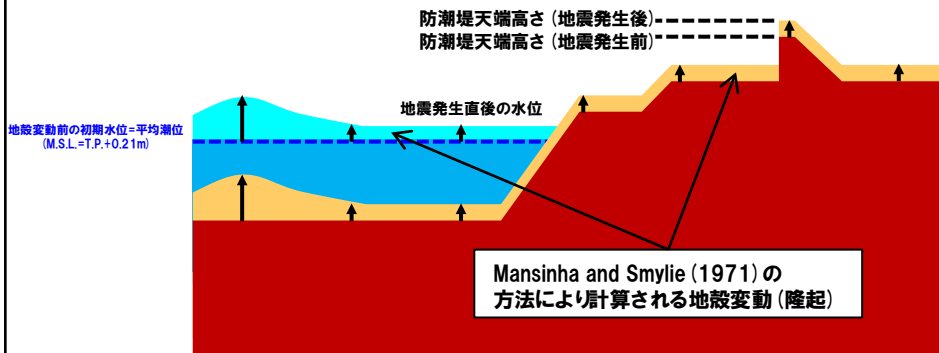 防潮堤天端高さ(地震発生後)
防潮堤天端高さ(地震発生前)
地震発生直後の水位
地殻変動前の初期水位=平均潮位
(M.S.L.=T.P.+0.21m)
Mansinha and Smylie(1971)の
方法により計算される地殻変動(隆起)